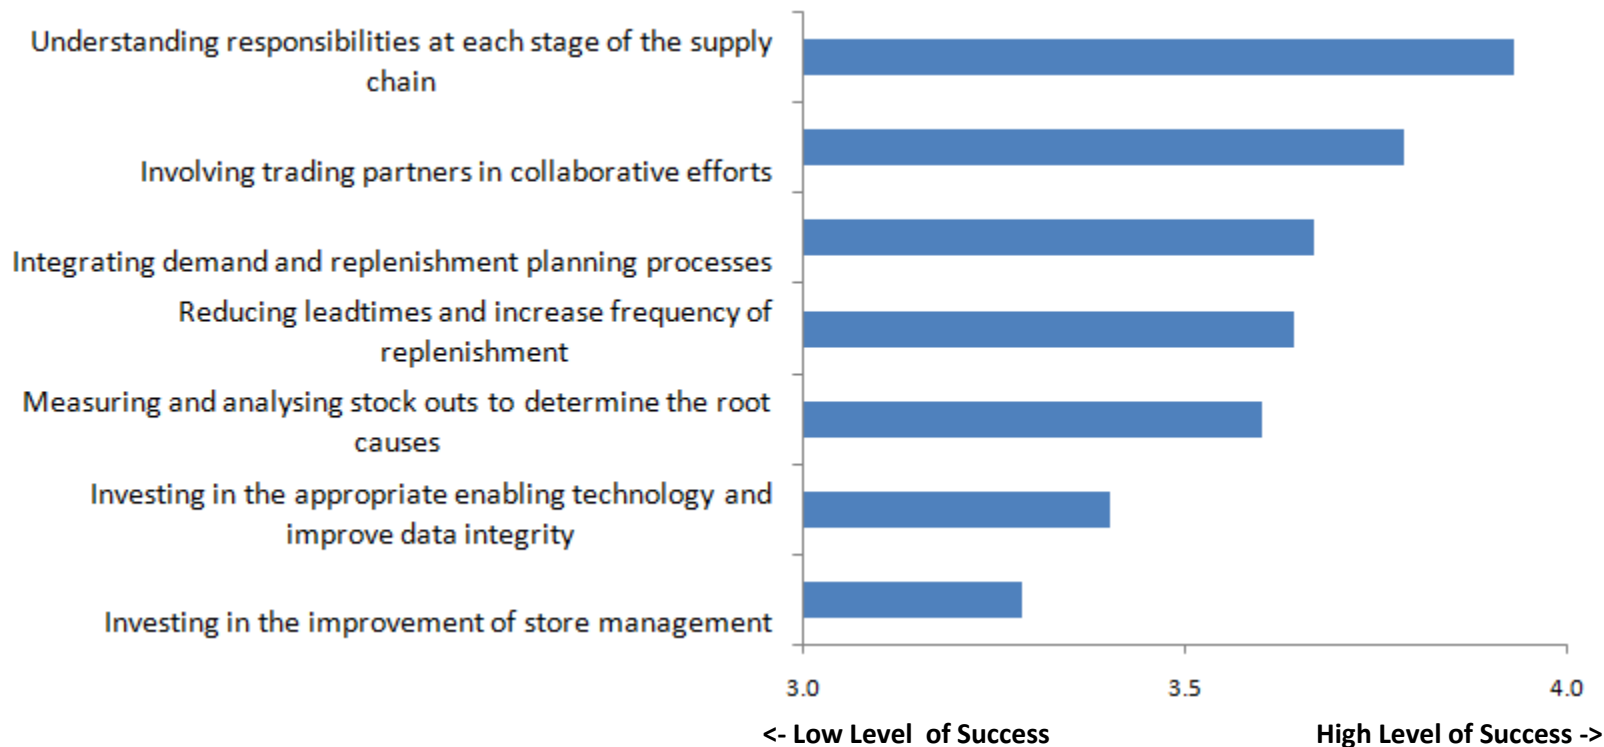 Understanding responsibilities at each stage of the supply
chain
Involving trading partners in collaborative efforts
Integrating demand and replenishment planning processes
Reducing leadtimes and increase frequency of
replenishment
Measuring and analysing stock outs to determine the root
causes
Investing in the appropriate enabling technology and
improve data integrity
Investing in the improvement of store management
3.0 3.5 4.0
<- Low Level of Success High Level of Success ->